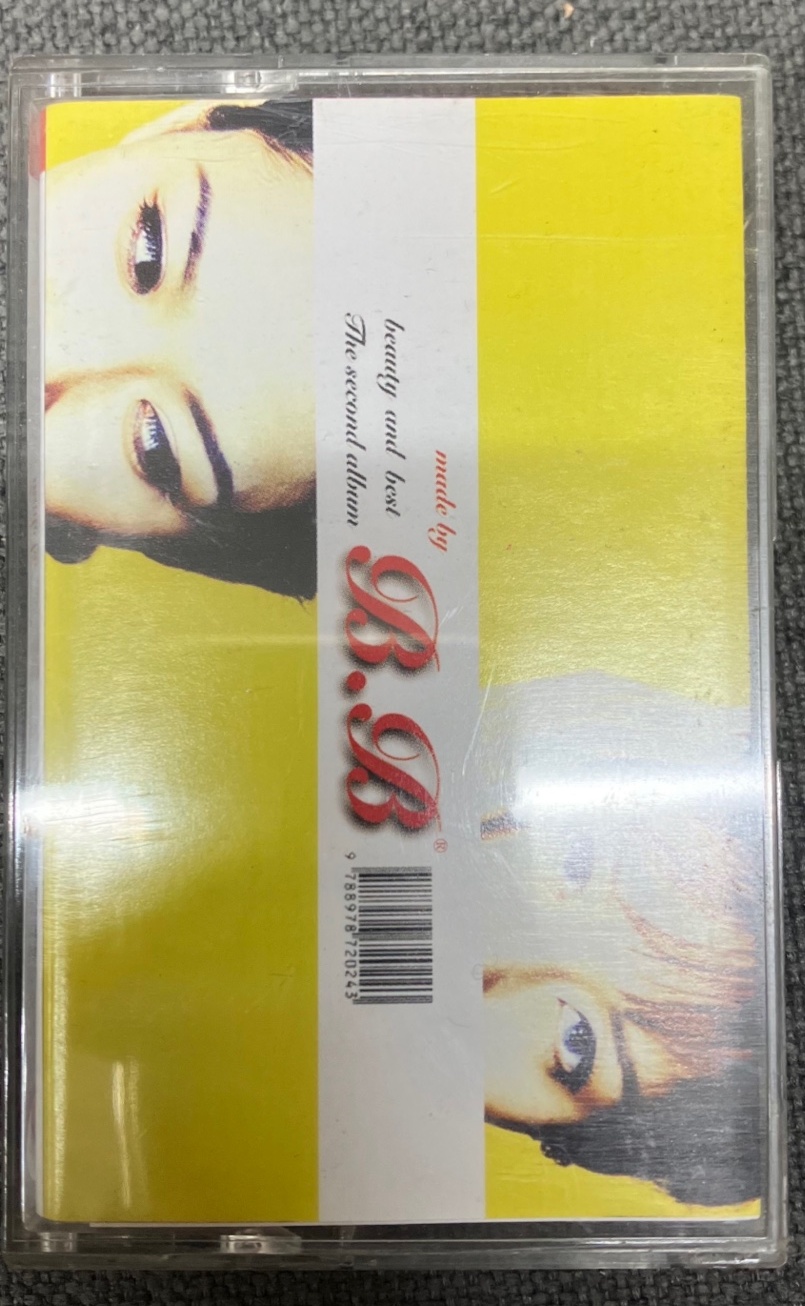 made by
beauty and best
The second album
B.B®
9 788978 720243